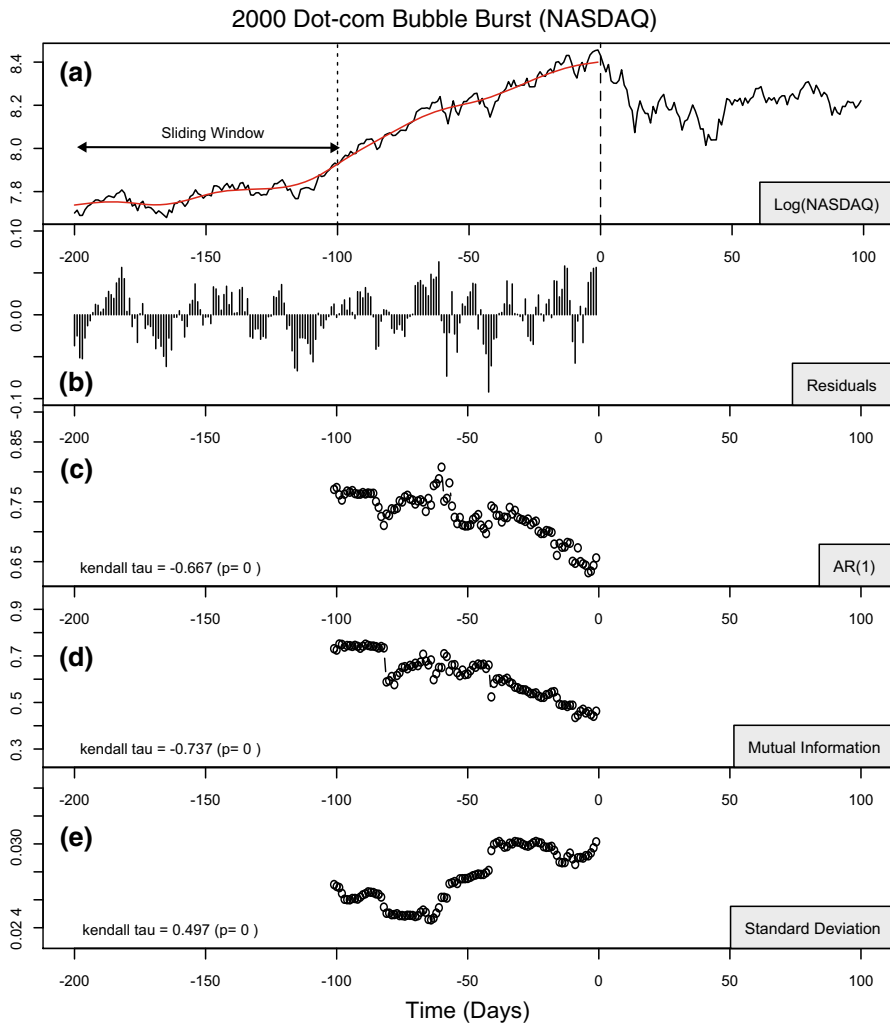 2000 Dot-com Bubble Burst (NASDAQ)
(a)
8.4
8.2
8.0
7.8
Sliding Window
Log(NASDAQ)
-200 -150 -100 -50 0 50 100
0.10
0.00
-0.10
(b)
Residuals
-200 -150 -100 -50 0 50 100
0.85
0.75
0.65
(c)
kendall tau = -0.667 (p= 0 )
AR(1)
-200 -150 -100 -50 0 50 100
0.9
0.7
0.5
0.3
(d)
kendall tau = -0.737 (p= 0 )
Mutual Information
-200 -150 -100 -50 0 50 100
0.030
0.024
(e)
kendall tau = 0.497 (p= 0 )
Standard Deviation
-200 -150 -100 -50 0 50 100
Time (Days)